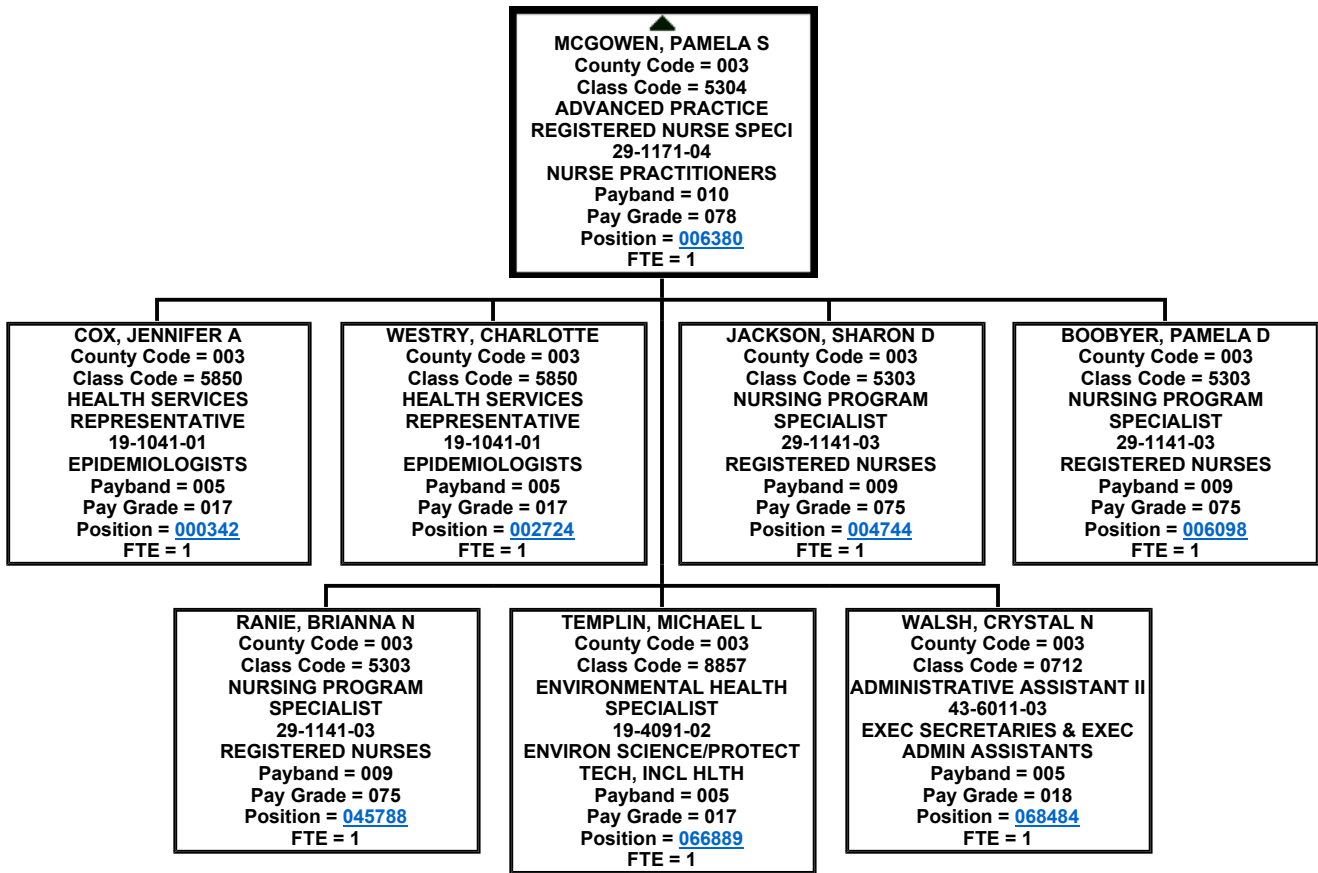 MCGOWEN, PAMELA S
County Code = 003
Class Code = 5304
ADVANCED PRACTICE
REGISTERED NURSE SPECI
29-1171-04
NURSE PRACTITIONERS
Payband = 010
Pay Grade = 078
Position = 006380
FTE = 1
COX, JENNIFER A
County Code = 003
Class Code = 5850
HEALTH SERVICES
REPRESENTATIVE
19-1041-01
EPIDEMIOLOGISTS
Payband = 005
Pay Grade = 017
Position = 000342
FTE = 1
WESTRY, CHARLOTTE
County Code = 003
Class Code = 5850
HEALTH SERVICES
REPRESENTATIVE
19-1041-01
EPIDEMIOLOGISTS
Payband = 005
Pay Grade = 017
Position = 002724
FTE = 1
JACKSON, SHARON D
County Code = 003
Class Code = 5303
NURSING PROGRAM
SPECIALIST
29-1141-03
REGISTERED NURSES
Payband = 009
Pay Grade = 075
Position = 004744
FTE = 1
BOOBYER, PAMELA D
County Code = 003
Class Code = 5303
NURSING PROGRAM
SPECIALIST
29-1141-03
REGISTERED NURSES
Payband = 009
Pay Grade = 075
Position = 006098
FTE = 1
RANIE, BRIANNA N
County Code = 003
Class Code = 5303
NURSING PROGRAM
SPECIALIST
29-1141-03
REGISTERED NURSES
Payband = 009
Pay Grade = 075
Position = 045788
FTE = 1
TEMPLIN, MICHAEL L
County Code = 003
Class Code = 8857
ENVIRONMENTAL HEALTH
SPECIALIST
19-4091-02
ENVIRON SCIENCE/PROTECT
TECH, INCL HLTH
Payband = 005
Pay Grade = 017
Position = 066889
FTE = 1
WALSH, CRYSTAL N
County Code = 003
Class Code = 0712
ADMINISTRATIVE ASSISTANT II
43-6011-03
EXEC SECRETARIES & EXEC
ADMIN ASSISTANTS
Payband = 005
Pay Grade = 018
Position = 068484
FTE = 1